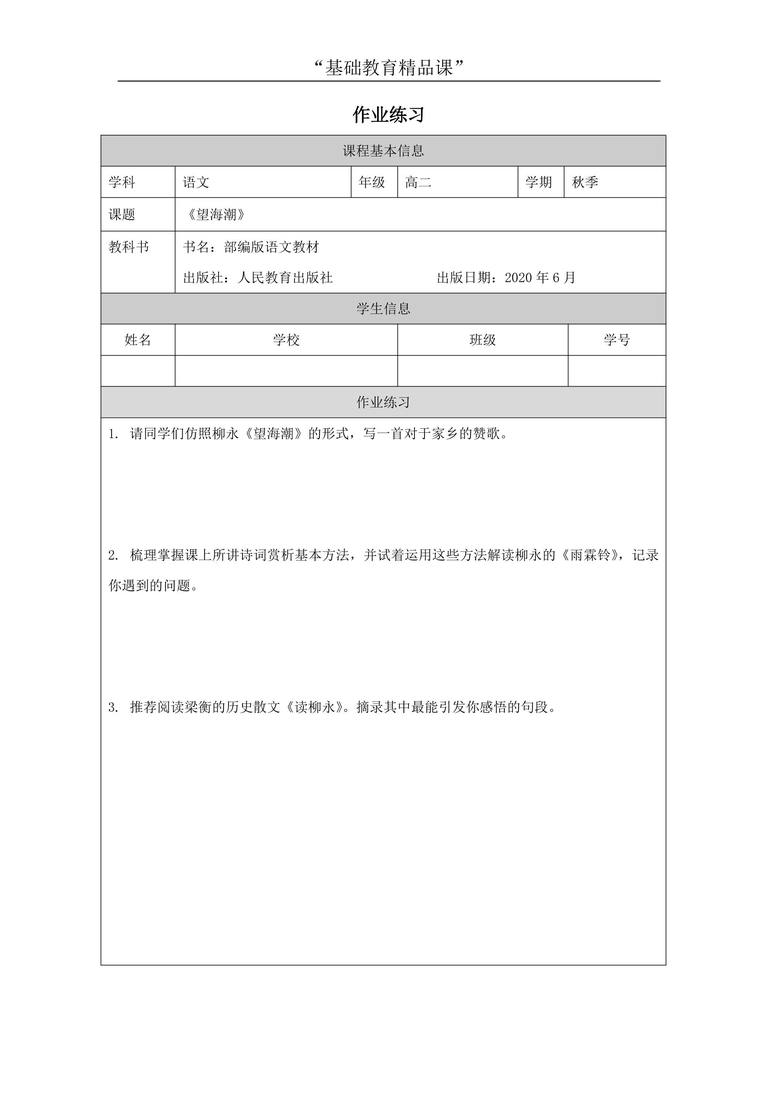 “基础教育精品课”
作业练习
课程基本信息
学科 语文 年级 高二 学期 秋季
课题 《望海潮》
教科书 书名：部编版语文教材
出版社：人民教育出版社 出版日期：2020 年 6 月
学生信息
姓名 学校 班级 学号
作业练习
1. 请同学们仿照柳永《望海潮》的形式，写一首对于家乡的赞歌。
2. 梳理掌握课上所讲诗词赏析基本方法，并试着运用这些方法解读柳永的《雨霖铃》，记录
你遇到的问题。
3. 推荐阅读梁衡的历史散文《读柳永》。摘录其中最能引发你感悟的句段。